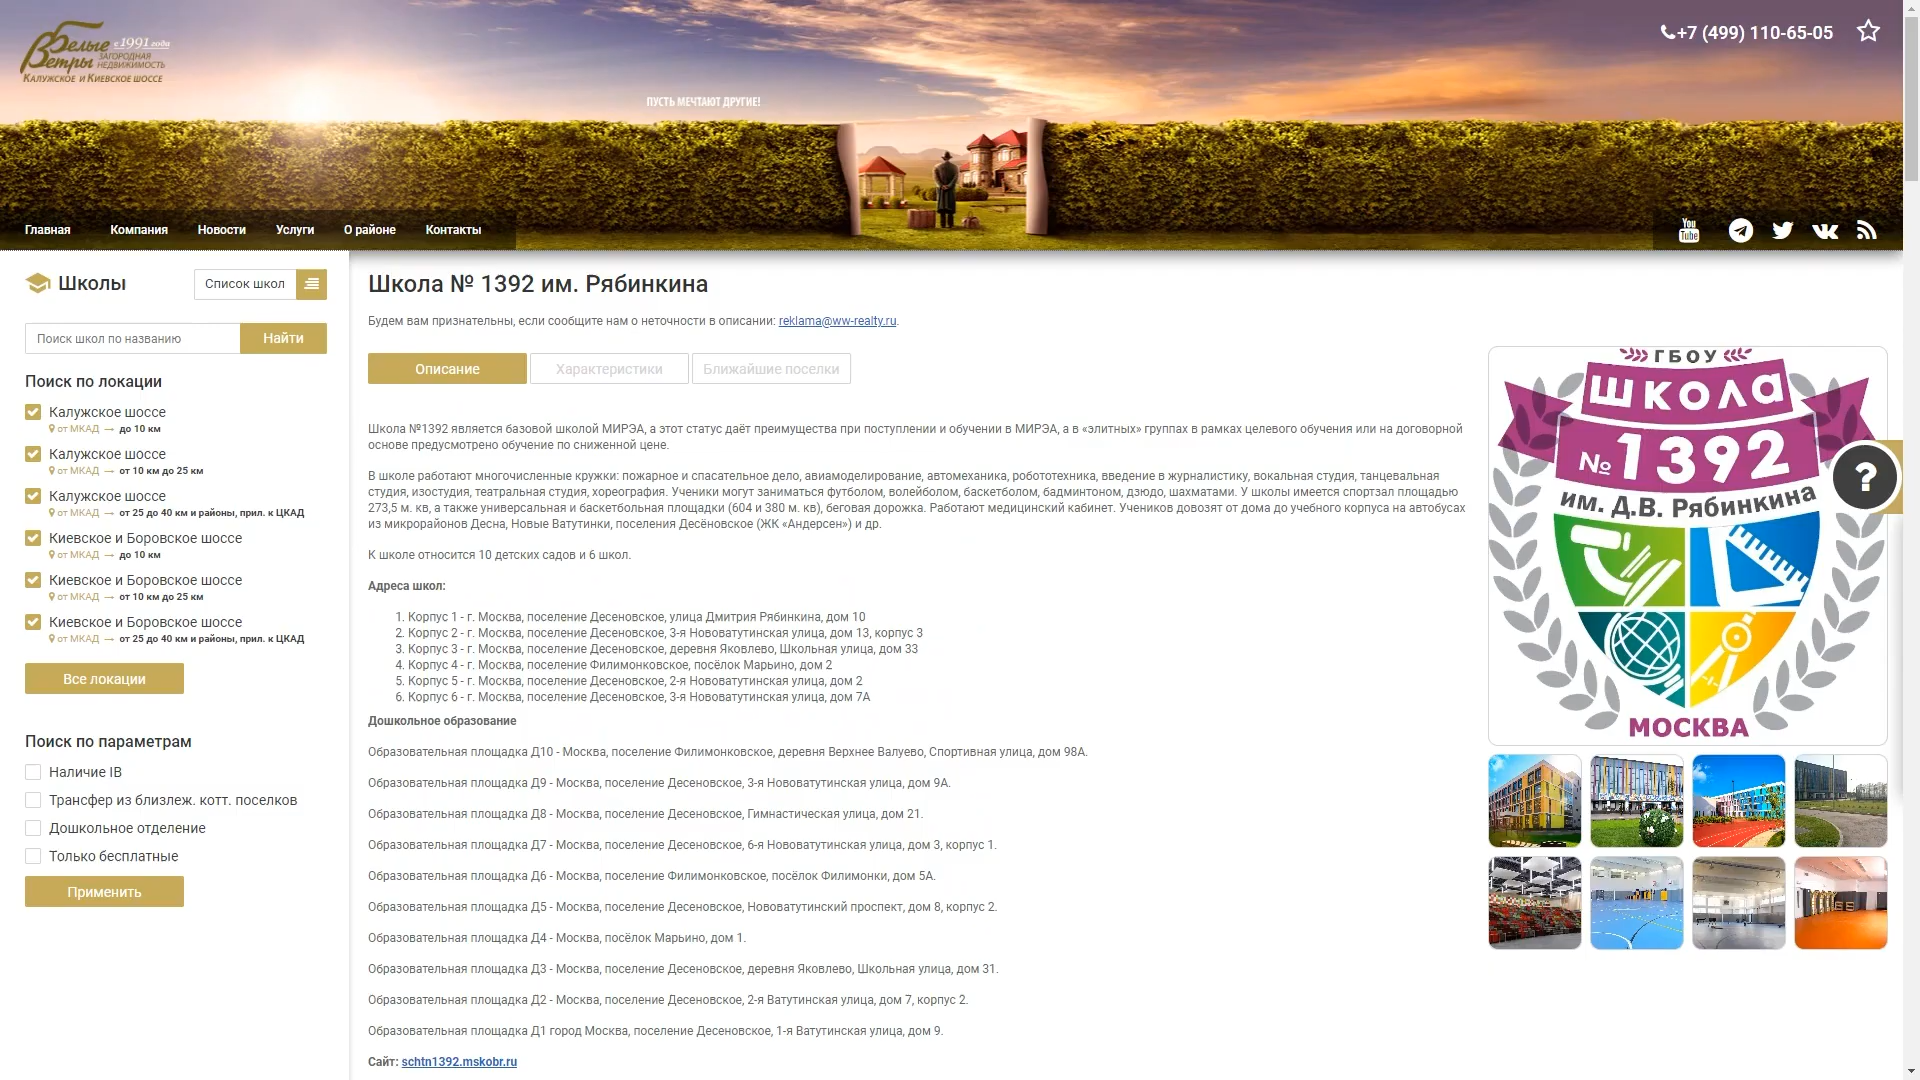 Белые
Ветры
с 1991 года
ЗАГОРОДНАЯ
НЕДВИЖИМОСТЬ
Калужское и Киевское шоссе
+7 (499) 110-65-05
ПУСТЬ МЕЧТАЮТ ДРУГИЕ!
Главная
Компания
Новости
Услуги
О районе
Контакты
You
Tube
Школы
Список школ
Поиск школ по названию
Найти
Поиск по локации
Калужское шоссе
от МКАД → до 10 км
Калужское шоссе
от МКАД → от 10 км до 25 км
Калужское шоссе
от МКАД → от 25 до 40 км и районы, прил. к ЦКАД
Киевское и Боровское шоссе
от МКАД → до 10 км
Киевское и Боровское шоссе
от МКАД → от 10 км до 25 км
Киевское и Боровское шоссе
от МКАД → от 25 до 40 км и районы, прил. к ЦКАД
Все локации
Поиск по параметрам
Наличие IB
Трансфер из близлеж. котт. поселков
Дошкольное отделение
Только бесплатные
Применить
Школа № 1392 им. Рябинкина
Будем вам признательны, если сообщите нам о неточности в описании: reklama@ww-realty.ru.
Описание
Характеристики
Ближайшие поселки
Школа №1392 является базовой школой МИРЭА, а этот статус даёт преимущества при поступлении и обучении в МИРЭА, а в «элитных» группах в рамках целевого обучения или на договорной
основе предусмотрено обучение по сниженной цене.
В школе работают многочисленные кружки: пожарное и спасательное дело, авиамоделирование, автомеханика, робототехника, введение в журналистику, вокальная студия, танцевальная
студия, изостудия, театральная студия, хореография. Ученики могут заниматься футболом, волейболом, баскетболом, бадминтоном, дзюдо, шахматами. У школы имеется спортзал площадью
273,5 м. кв, а также универсальная и баскетбольная площадки (604 и 380 м. кв), беговая дорожка. Работают медицинский кабинет. Учеников довозят от дома до учебного корпуса на автобусах
из микрорайонов Десна, Новые Ватутинки, поселения Десёновское (ЖК «Андерсен») и др.
К школе относится 10 детских садов и 6 школ.
Адреса школ:
1. Корпус 1 - г. Москва, поселение Десеновское, улица Дмитрия Рябинкина, дом 10
2. Корпус 2 - г. Москва, поселение Десеновское, 3-я Нововатутинская улица, дом 13, корпус 3
3. Корпус 3 - г. Москва, поселение Десеновское, деревня Яковлево, Школьная улица, дом 33
4. Корпус 4 - г. Москва, поселение Филимонковское, посёлок Марьино, дом 2
5. Корпус 5 - г. Москва, поселение Десеновское, 2-я Нововатутинская улица, дом 2
6. Корпус 6 - г. Москва, поселение Десеновское, 3-я Нововатутинская улица, дом 7А
Дошкольное образование
Образовательная площадка Д10 - Москва, поселение Филимонковское, деревня Верхнее Валуево, Спортивная улица, дом 98А.
Образовательная площадка Д9 - Москва, поселение Десеновское, 3-я Нововатутинская улица, дом 9А.
Образовательная площадка Д8 - Москва, поселение Десеновское, Гимнастическая улица, дом 21.
Образовательная площадка Д7 - Москва, поселение Десеновское, 6-я Нововатутинская улица, дом 3, корпус 1.
Образовательная площадка Д6 - Москва, поселение Филимонковское, посёлок Филимонки, дом 5А.
Образовательная площадка Д5 - Москва, поселение Десеновское, Нововатутинский проспект, дом 8, корпус 2.
Образовательная площадка Д4 - Москва, посёлок Марьино, дом 1.
Образовательная площадка Д3 - Москва, поселение Десеновское, деревня Яковлево, Школьная улица, дом 31.
Образовательная площадка Д2 - Москва, поселение Десеновское, 2-я Ватутинская улица, дом 7, корпус 2.
Образовательная площадка Д1 город Москва, поселение Десеновское, 1-я Ватутинская улица, дом 9.
Сайт: schtn1392.mskobr.ru
ГБОУ
ШКОЛА
№1392
им. Д.В. Рябинкина
МОСКВА
?